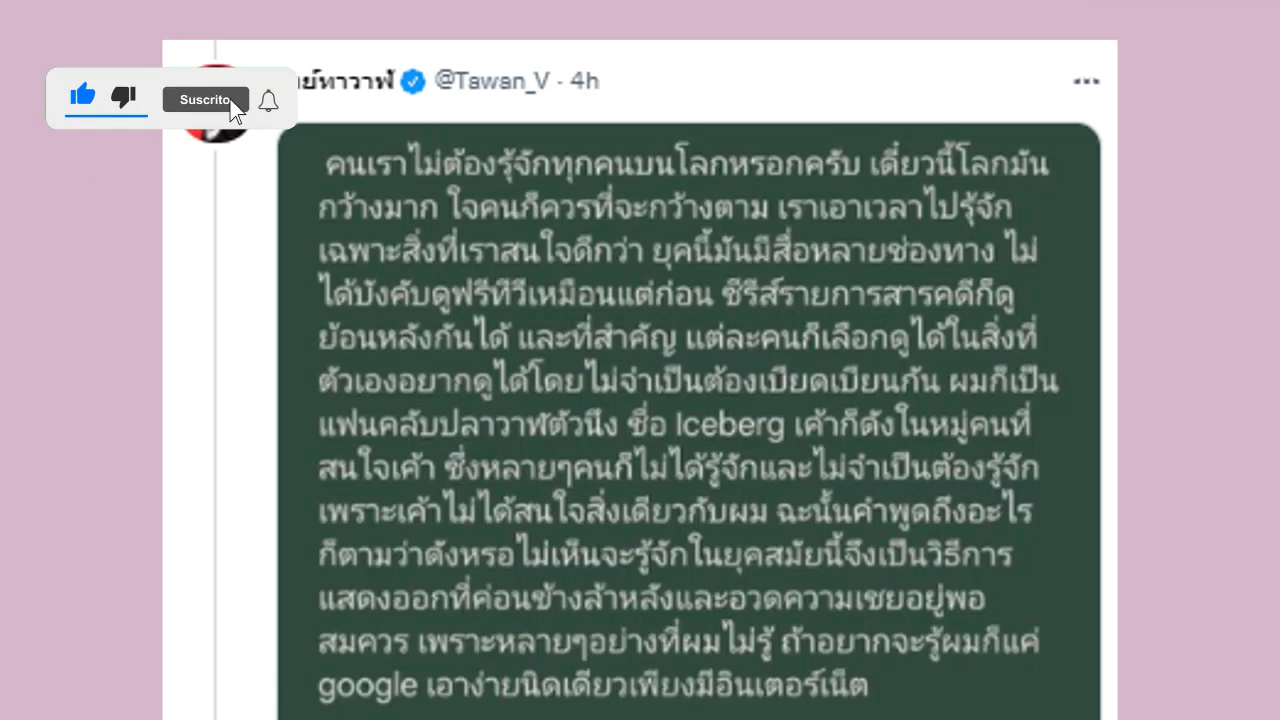 ย์ทาวาฬ @Tawan_V · 4h
Suscrito
คนเราไม่ต้องรู้จักทุกคนบนโลกหรอกครับ เดี๋ยวนี้โลกมัน
กว้างมาก ใจคนก็ควรที่จะกว้างตาม เราเอาเวลาไปรุ้จัก
เฉพาะสิ่งที่เราสนใจดีกว่า ยุคนี้มันมีสื่อหลายช่องทาง ไม่
ได้บังคับดูฟรีทีวีเหมือนแต่ก่อน ซีรีส์รายการสารคดีก็ดู
ย้อนหลังกันได้ และที่สำคัญ แต่ละคนก็เลือกดูได้ในสิ่งที่
ตัวเองอยากดูได้โดยไม่จำเป็นต้องเบียดเบียนกัน ผมก็เป็น
แฟนคลับปลาวาฬตัวนึง ชื่อ Iceberg เค้าก็ดังในหมู่คนที่
สนใจเค้า ซึ่งหลายๆคนก็ไม่ได้รู้จักและไม่จำเป็นต้องรู้จัก
เพราะเค้าไม่ได้สนใจสิ่งเดียวกับผม ฉะนั้นคำพูดถึงอะไร
ก็ตามว่าดังหรอไม่เห็นจะรู้จักในยุคสมัยนี้จึงเป็นวิธีการ
แสดงออกที่ค่อนข้างล้าหลังและอวดความเชยอยู่พอ
สมควร เพราะหลายๆอย่างที่ผมไม่รู้ ถ้าอยากจะรู้ผมก็แค่
google เอาง่ายนิดเดียวเพียงมีอินเตอร์เน็ต